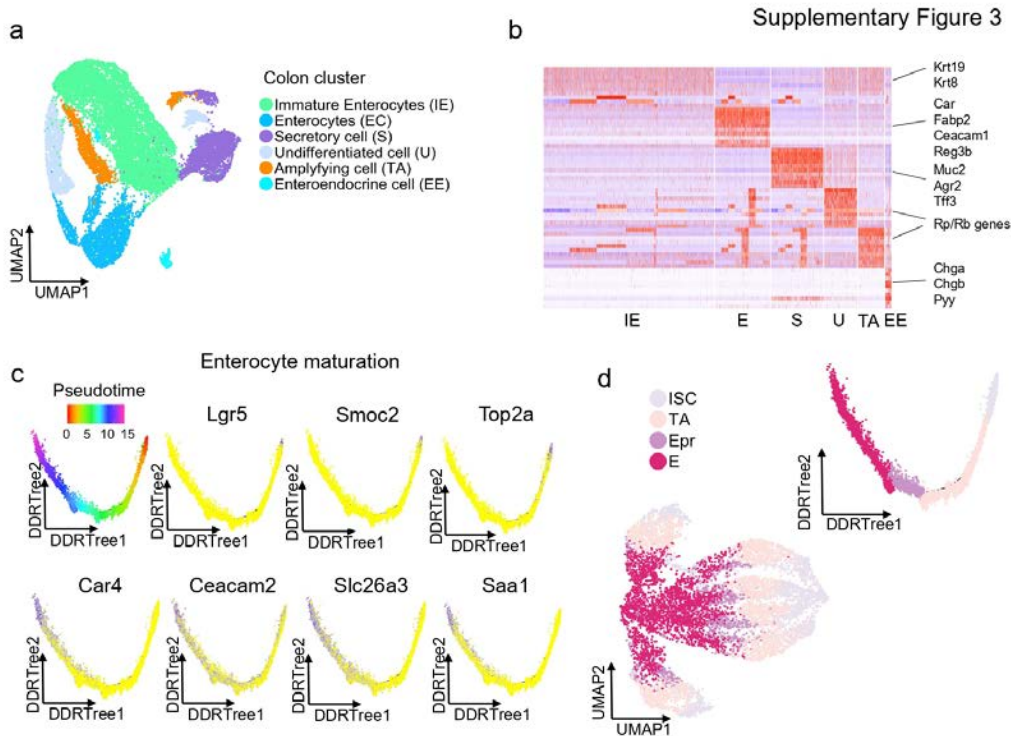 Supplementary Figure 3
a
Colon cluster
Immature Enterocytes (IE)
Enterocytes (EC)
Secretory cell (S)
Undifferentiated cell (U)
Amplyfying cell (TA)
Enteroendocrine cell (EE)
UMAP2
UMAP1
b
Krt19
Krt8
Car
Fabp2
Ceacam1
Reg3b
Muc2
Agr2
Tff3
Rp/Rb genes
Chga
Chgb
Pyy
IE E S U TA EE
c
Enterocyte maturation
Pseudotime
0 5 10 15
DDRTree2
DDRTree1
Lgr5
DDRTree2
DDRTree1
Smoc2
DDRTree2
DDRTree1
Top2a
DDRTree2
DDRTree1
Car4
DDRTree2
DDRTree1
Ceacam2
DDRTree2
DDRTree1
Slc26a3
DDRTree2
DDRTree1
Saa1
DDRTree2
DDRTree1
d
ISC
TA
Epr
E
DDRTree2
DDRTree1
UMAP2
UMAP1